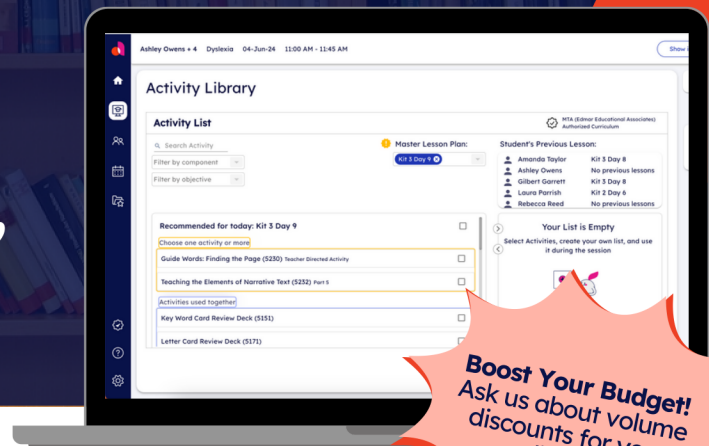 Ashley Owens + 4 Dyslexia 04-Jun-24 11:00 AM - 11:45 AM
Show
Activity Library
Activity List
MTA (Edmar Educational Associates)
Authorized Curriculum
Search Activity
Filter by component
Filter by objective
Master Lesson Plan:
Kit 3 Day 9
Student's Previous Lesson:
Amanda Taylor Kit 3 Day 8
Ashley Owens No previous lessons
Gilbert Garrett Kit 3 Day 8
Laura Parrish Kit 2 Day 6
Rebecca Reed No previous lessons
Recommended for today: Kit 3 Day 9
Choose one activity or more
Guide Words: Finding the Page (5230) Teacher Directed Activity
Teaching the Elements of Narrative Text (5232) Part 5
Activities used together
Key Word Card Review Deck (5151)
Letter Card Review Deck (5171)
Your List is Empty
Select Activities, create your own list, and use
it during the session
Boost Your Budget!
Ask us about volume
discounts for